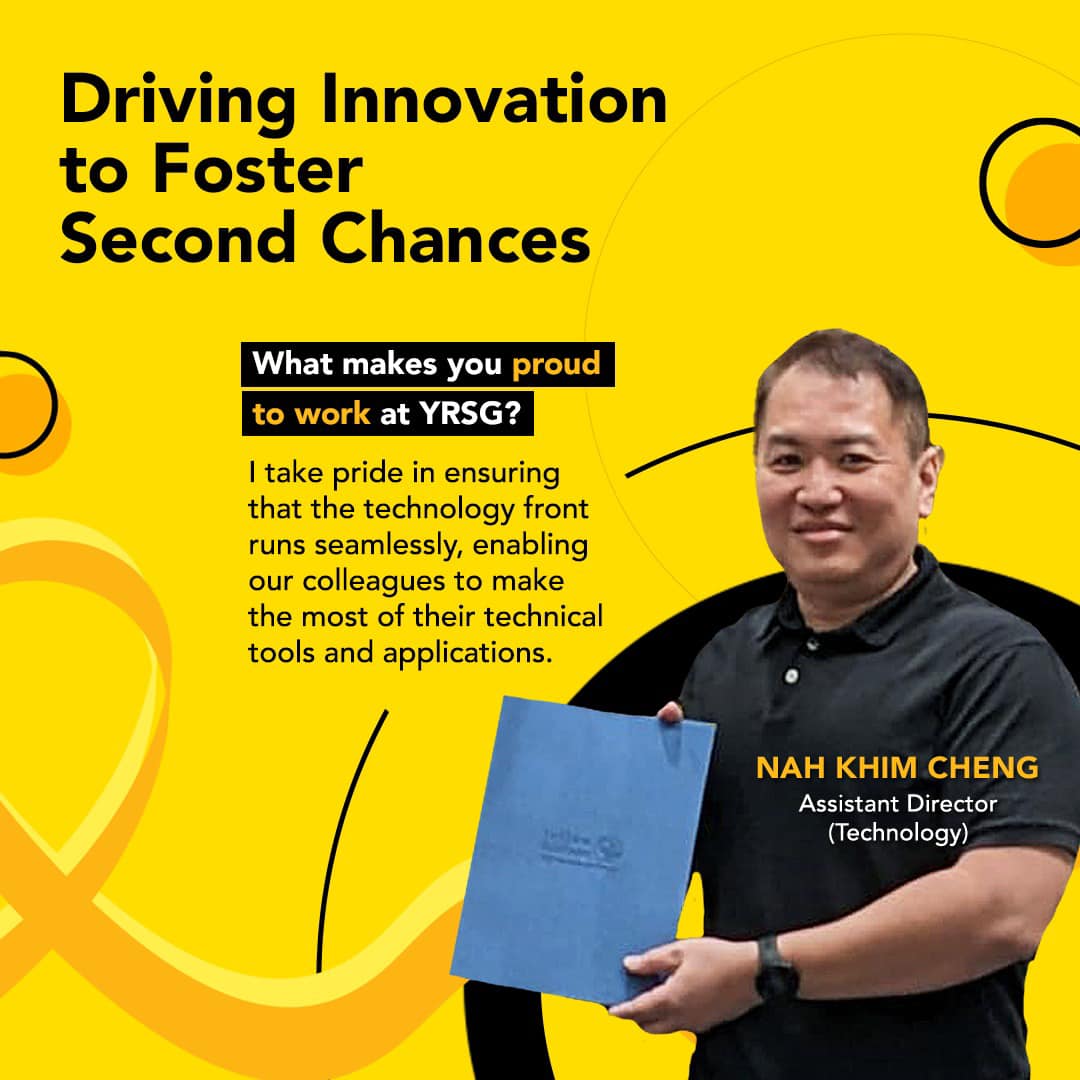 Driving Innovation
to Foster
Second Chances
What makes you proud
to work at YRSG?
I take pride in ensuring
that the technology front
runs seamlessly, enabling
our colleagues to make
the most of their technical
tools and applications.
NAH KHIM CHENG
Assistant Director
(Technology)